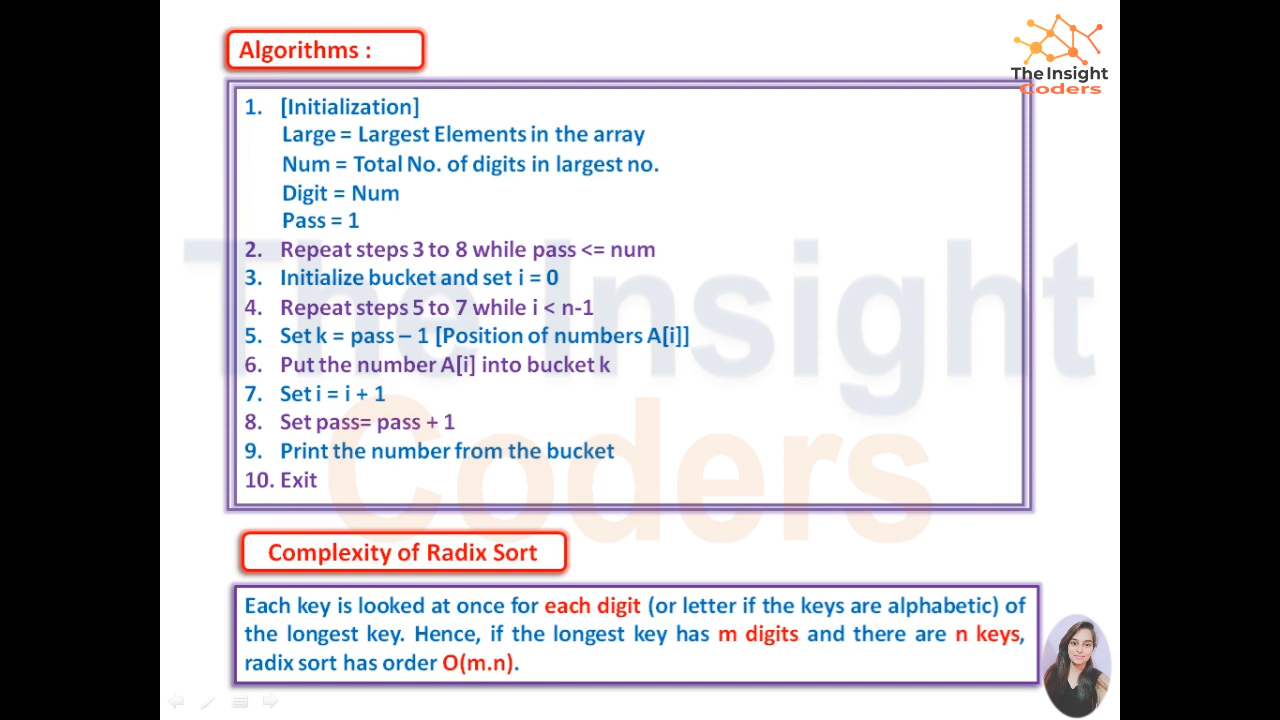 The Insight
Coders
Algorithms :
1. [Initialization]
Large = Largest Elements in the array
Num = Total No. of digits in largest no.
Digit = Num
Pass = 1
2. Repeat steps 3 to 8 while pass <= num
3. Initialize bucket and set i = 0
4. Repeat steps 5 to 7 while i < n-1
5. Set k = pass – 1 [Position of numbers A[i]]
6. Put the number A[i] into bucket k
7. Set i = i + 1
8. Set pass= pass + 1
9. Print the number from the bucket
10. Exit
The Insight
Coders
Complexity of Radix Sort
Each key is looked at once for each digit (or letter if the keys are alphabetic) of
the longest key. Hence, if the longest key has m digits and there are n keys,
radix sort has order O(m.n).